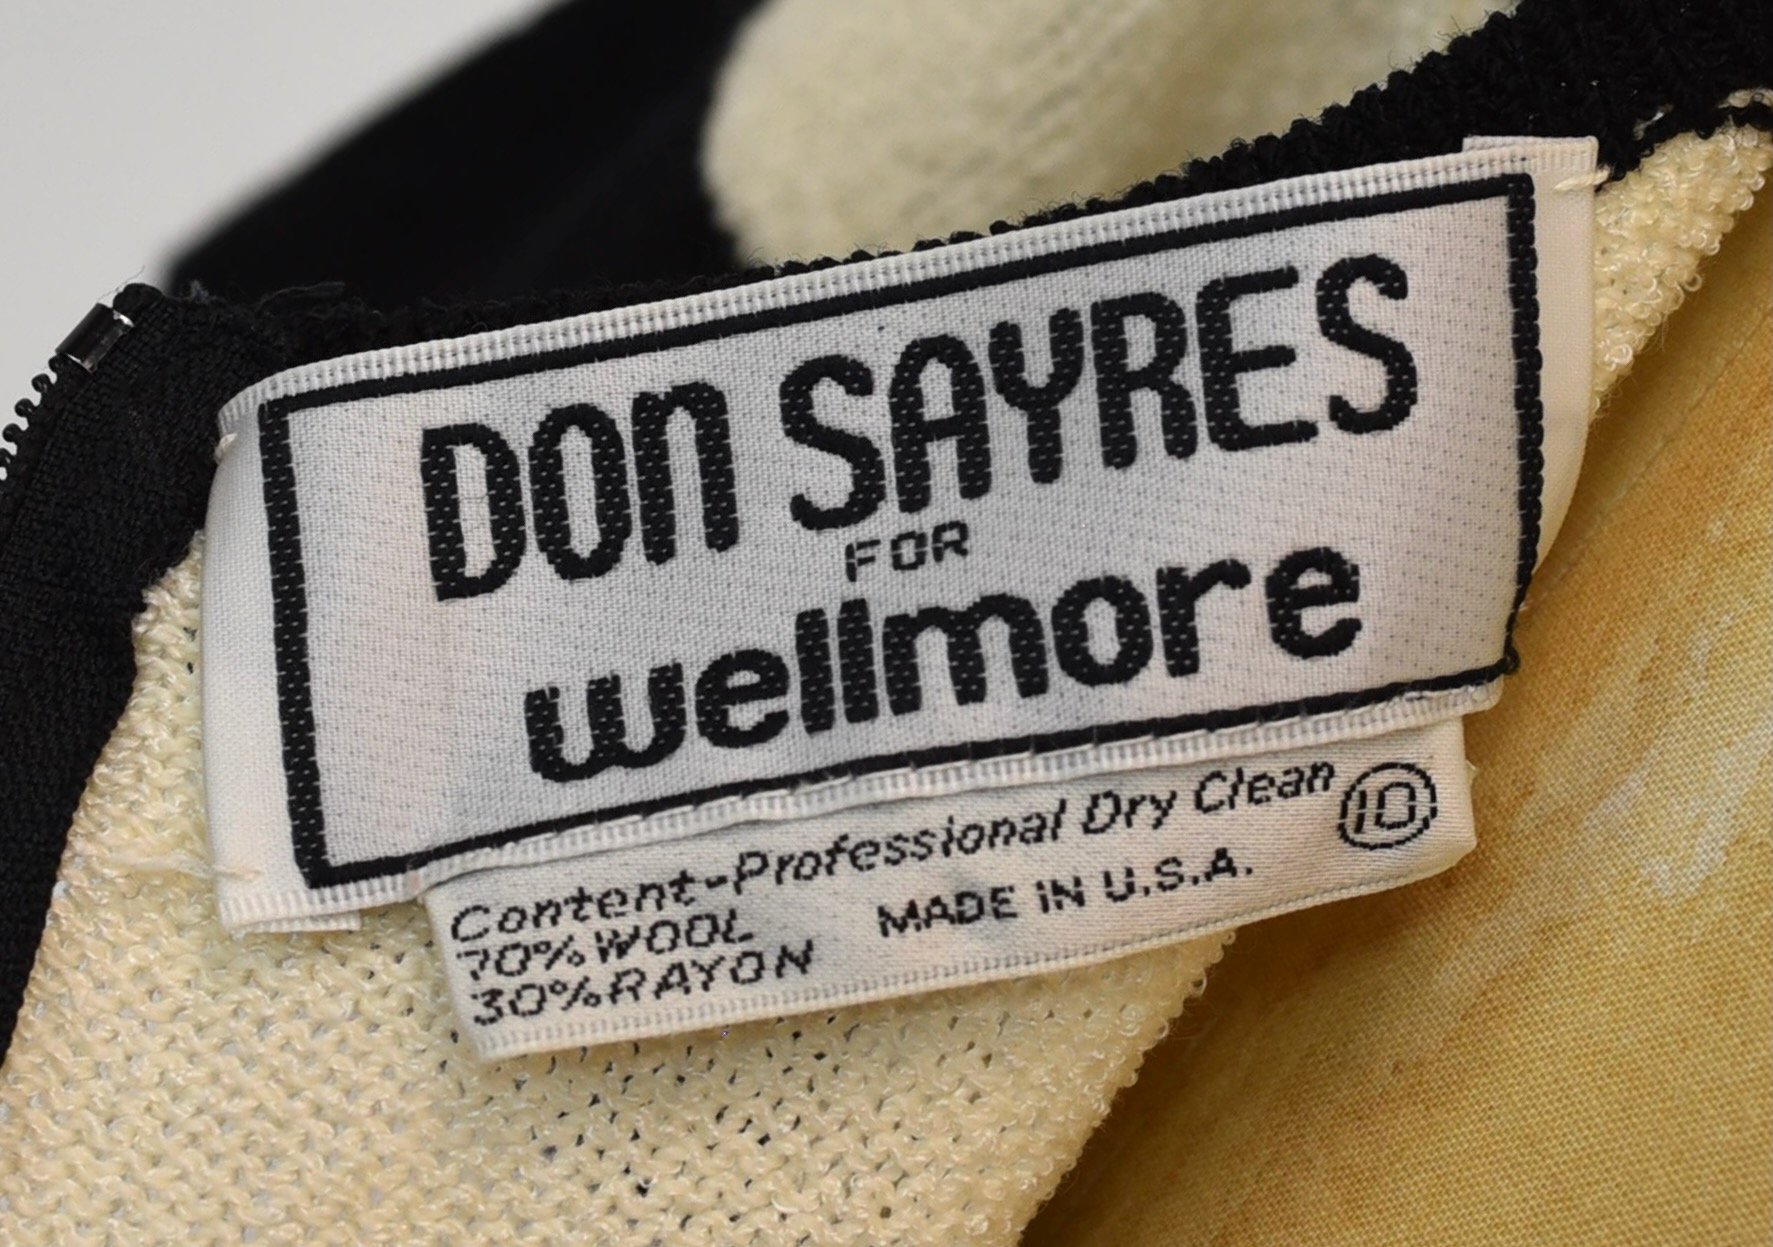 DON SAYRES
FOR
wellmore
Content-Professional Dry Clean 10
70% WOOL
30% RAYON
MADE IN U.S.A.